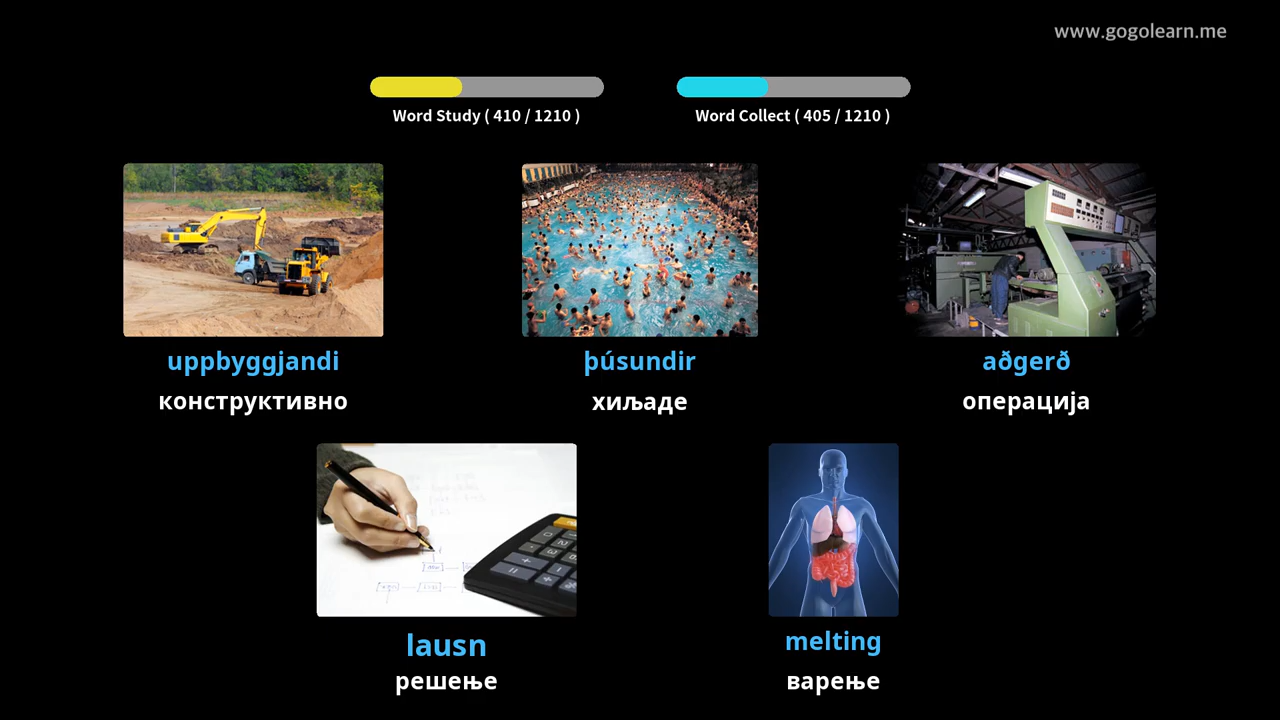 www.gogolearn.me
Word Study ( 410 / 1210 )
Word Collect ( 405 / 1210 )
uppbyggjandi
þúsundir
aðgerð
конструктивно
хиљаде
операција
lausn
melting
решење
варење